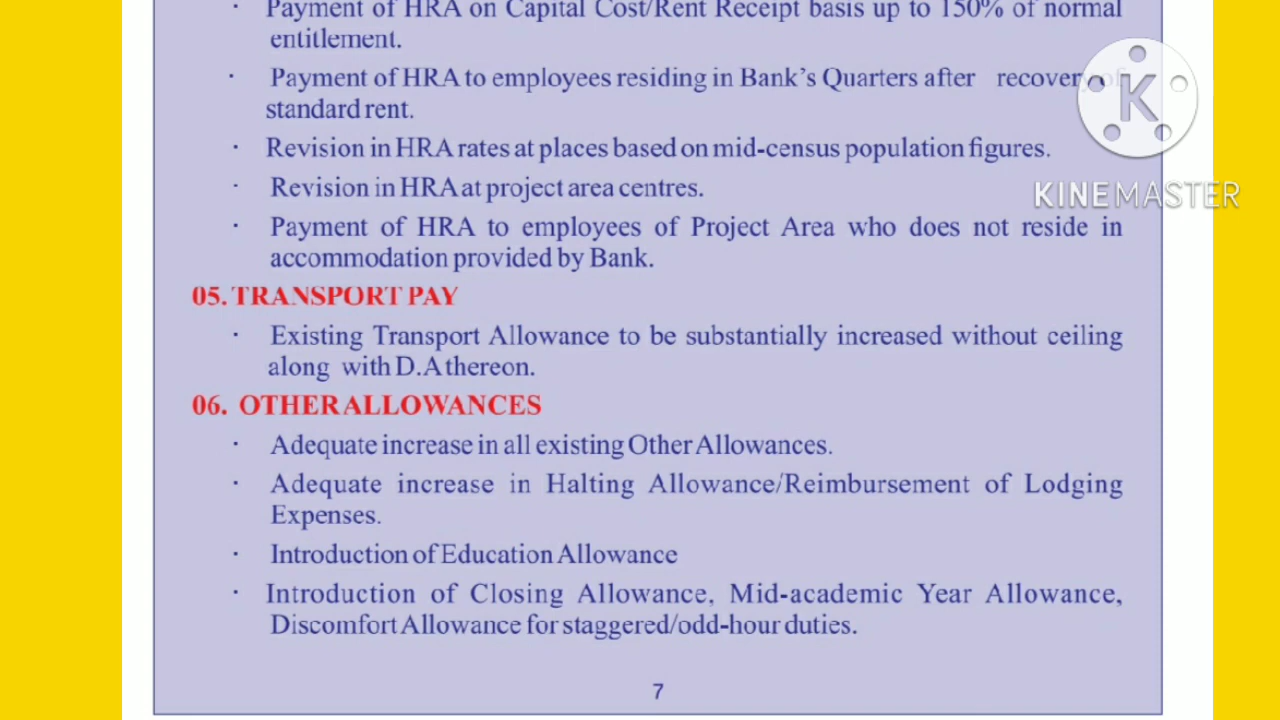 · Payment of HRA on Capital Cost/Rent Receipt basis up to 150% of normal
entitlement.
· Payment of HRA to employees residing in Bank's Quarters after recovery of
standard rent.
· Revision in HRA rates at places based on mid-census population figures.
· Revision in HRA at project area centres.
· Payment of HRA to employees of Project Area who does not reside in
accommodation provided by Bank.
05. TRANSPORT PAY
· Existing Transport Allowance to be substantially increased without ceiling
along with D.A thereon.
06. OTHER ALLOWANCES
· Adequate increase in all existing Other Allowances.
· Adequate increase in Halting Allowance/Reimbursement of Lodging
Expenses.
· Introduction of Education Allowance
· Introduction of Closing Allowance, Mid-academic Year Allowance,
Discomfort Allowance for staggered/odd-hour duties.
7
K
KINEMASTER